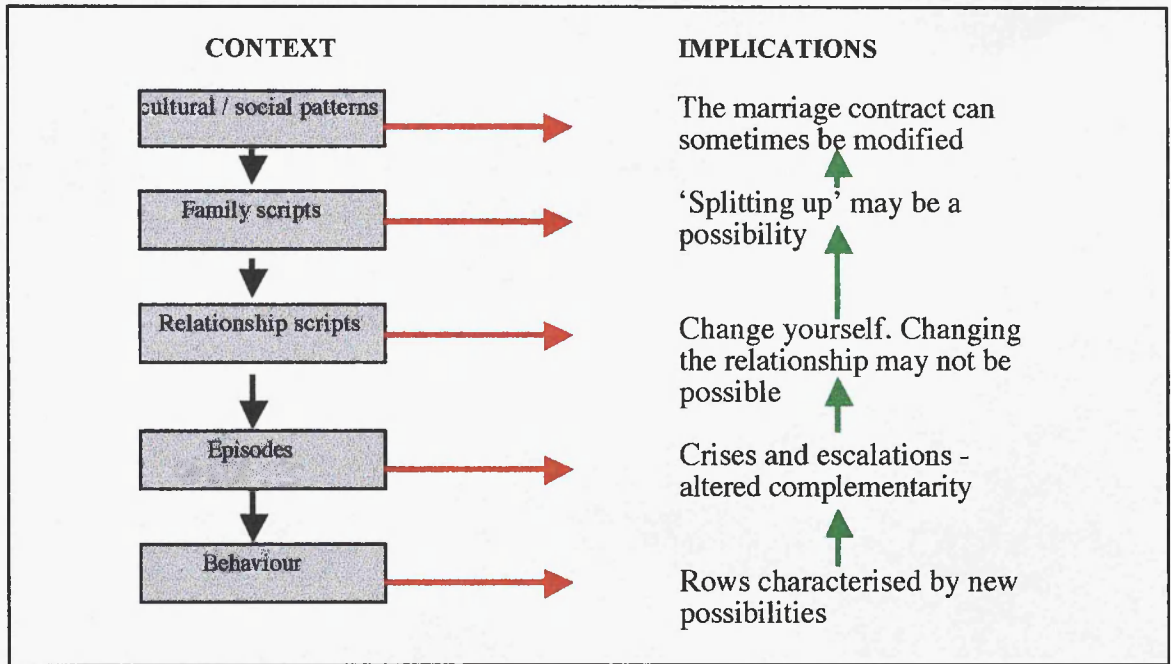 CONTEXT
IMPLICATIONS
cultural / social patterns
The marriage contract can
sometimes be modified
Family scripts
‘Splitting up’ may be a
possibility
Relationship scripts
Change yourself. Changing
the relationship may not be
possible
Episodes
Crises and escalations -
altered complementarity
Behaviour
Rows characterised by new
possibilities